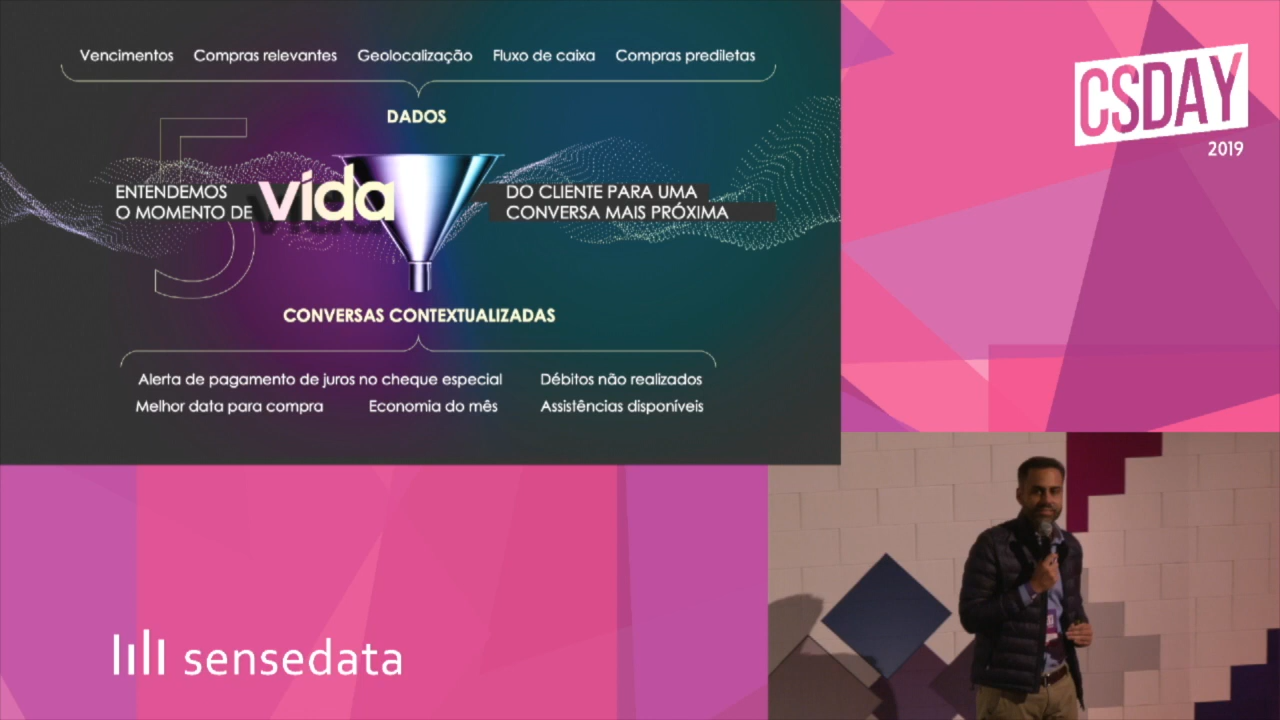 Vencimentos Compras relevantes Geolocalização Fluxo de caixa Compras prediletas
DADOS
5
ENTENDEMOS
O MOMENTO DE vida
DO CLIENTE PARA UMA
CONVERSA MAIS PRÓXIMA
CONVERSAS CONTEXTUALIZADAS
Alerta de pagamento de juros no cheque especial Débitos não realizados
Melhor data para compra Economia do mês Assistências disponíveis
CSDAY
2019
sensedata